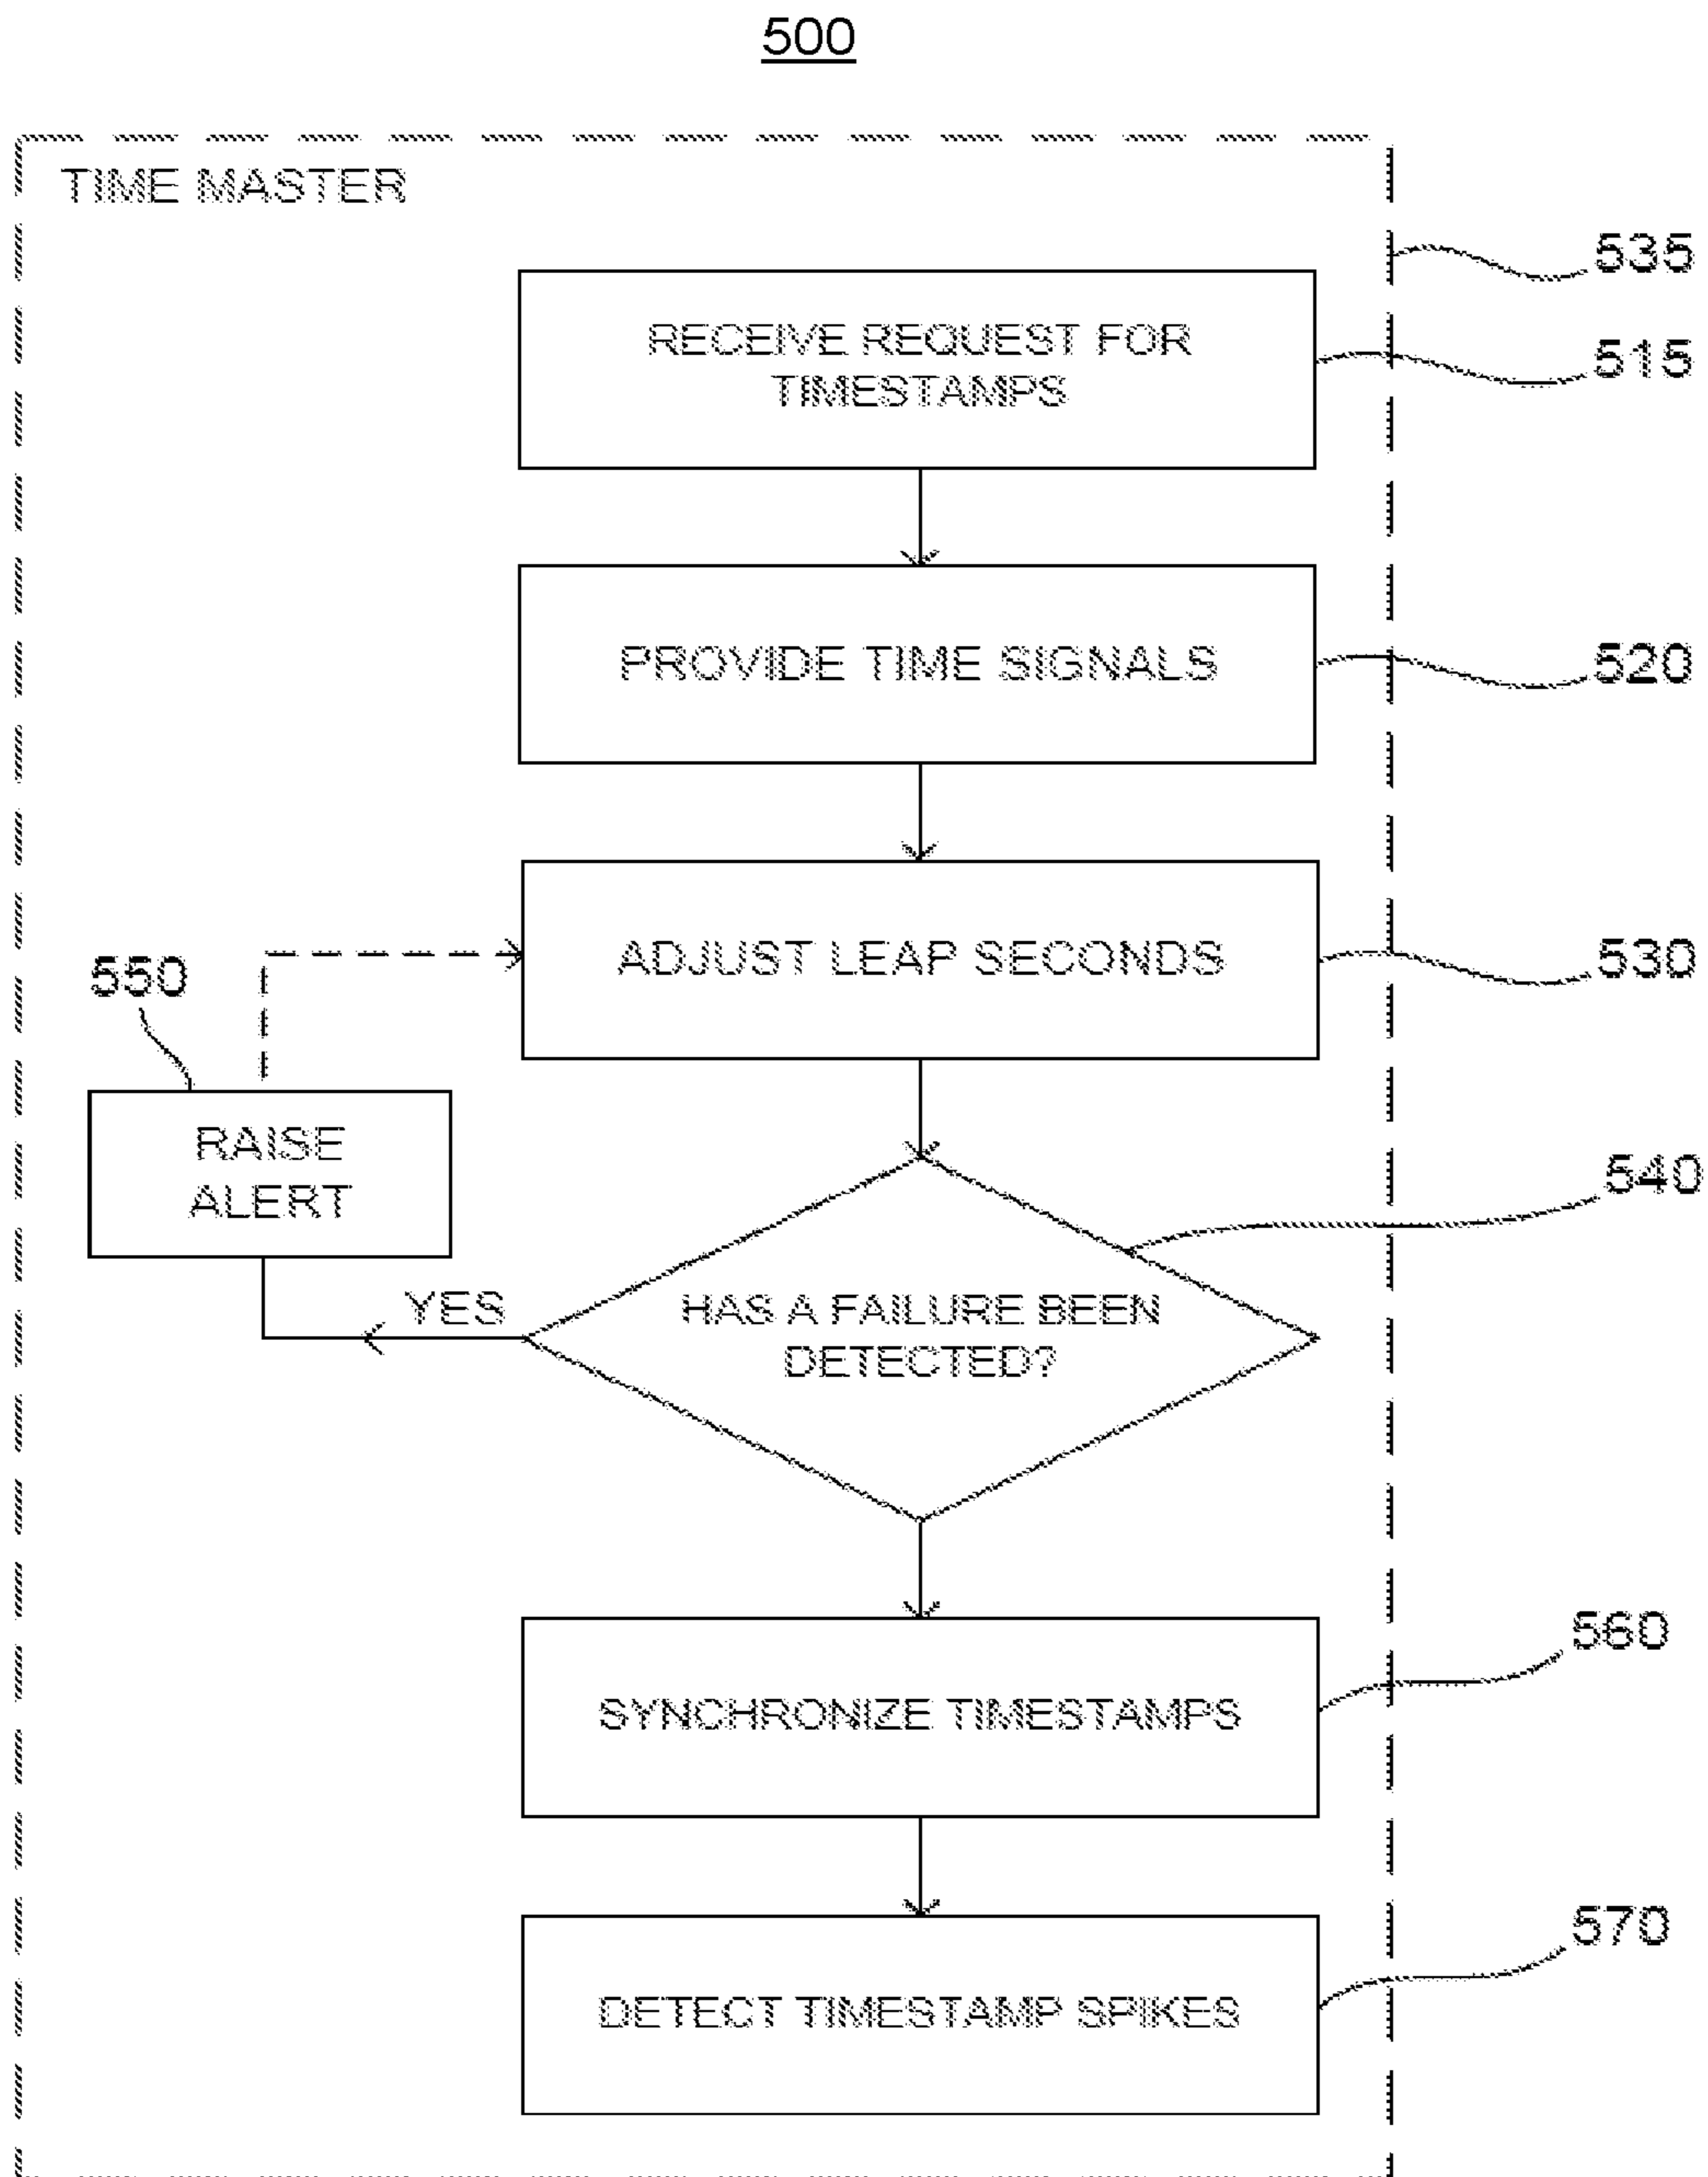 500
TIME MASTER
535
RECEIVE REQUEST FOR
TIMESTAMPS
515
PROVIDE TIME SIGNALS
520
ADJUST LEAP SECONDS
530
550
RAISE
ALERT
540
YES
HAS A FAILURE BEEN
DETECTED?
560
SYNCHRONIZE TIMESTAMPS
570
DETECT TIMESTAMP SPIKES